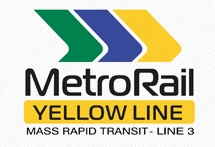 MetroRail
YELLOW LINE
MASS RAPID TRANSIT - LINE 3